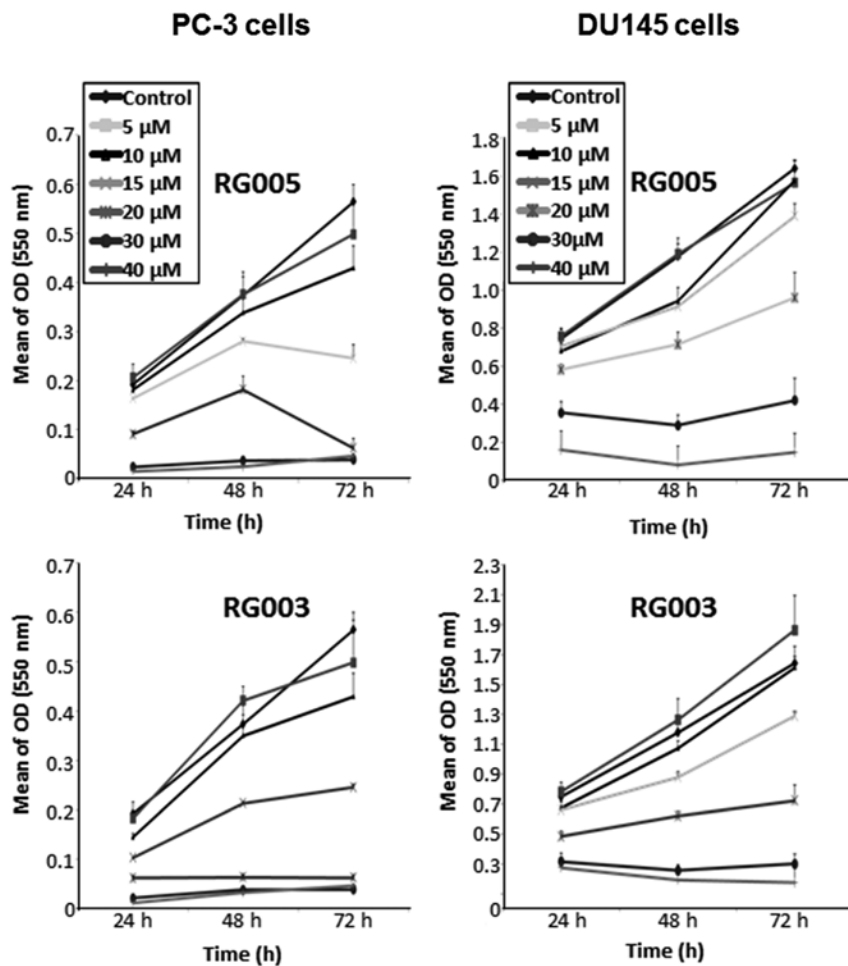 PC-3 cells
DU145 cells
Control
5 μM
10 μM
15 μM
20 μM
30 μM
40 μM
RG005
0.7
0.6
0.5
0.4
0.3
0.2
0.1
0
Mean of OD (550 nm)
24 h 48 h 72 h
Time (h)
Control
5 μM
10 μM
15 μM
20 μM
30μM
40 μM
RG005
1.8
1.6
1.4
1.2
1.0
0.8
0.6
0.4
0.2
0
Mean of OD (550 nm)
24 h 48 h 72 h
Time (h)
RG003
0.7
0.6
0.5
0.4
0.3
0.2
0.1
0
Mean of OD (550 nm)
24 h 48 h 72 h
Time (h)
RG003
2.3
2.1
1.9
1.7
1.5
1.3
1.1
0.9
0.7
0.5
0.3
0
Mean of OD (550 nm)
24 h 48 h 72 h
Time (h)